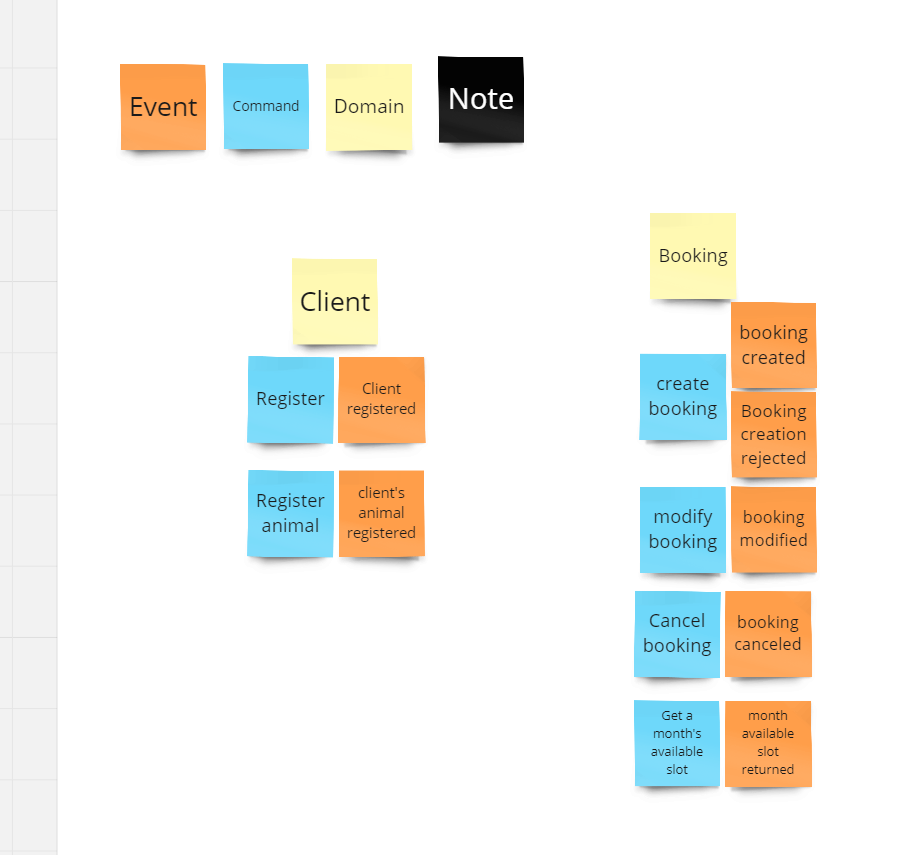 Event
Command
Domain
Note
Client
Register
Client
registered
Register
animal
client's
animal
registered
Booking
create
booking
booking
created
Booking
creation
rejected
modify
booking
booking
modified
Cancel
booking
booking
canceled
Get a
month's
available
slot
month
available
slot
returned